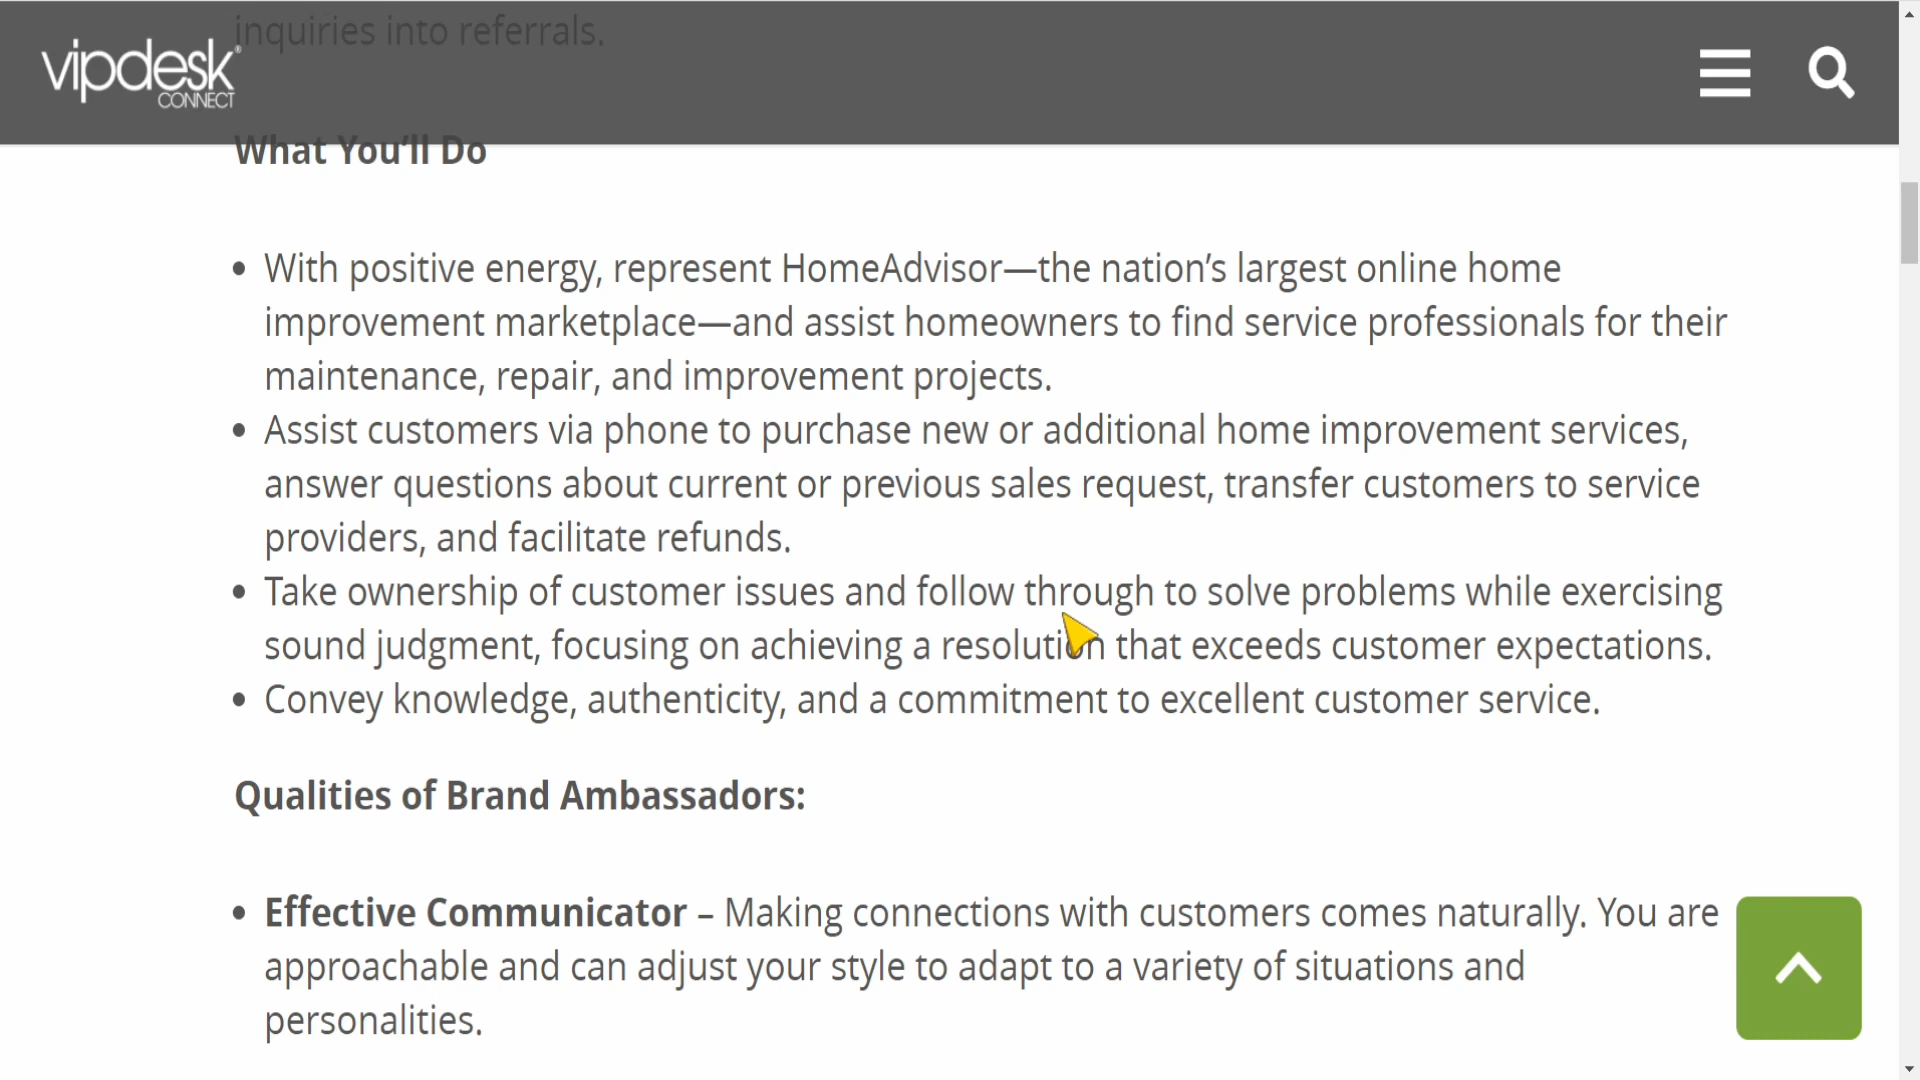 inquiries into referrals.
vipdesk®
CONNECT
What You'll Do
• With positive energy, represent HomeAdvisor—the nation's largest online home
improvement marketplace—and assist homeowners to find service professionals for their
maintenance, repair, and improvement projects.
• Assist customers via phone to purchase new or additional home improvement services,
answer questions about current or previous sales request, transfer customers to service
providers, and facilitate refunds.
• Take ownership of customer issues and follow through to solve problems while exercising
sound judgment, focusing on achieving a resolution that exceeds customer expectations.
• Convey knowledge, authenticity, and a commitment to excellent customer service.
Qualities of Brand Ambassadors:
• Effective Communicator – Making connections with customers comes naturally. You are
approachable and can adjust your style to adapt to a variety of situations and
personalities.